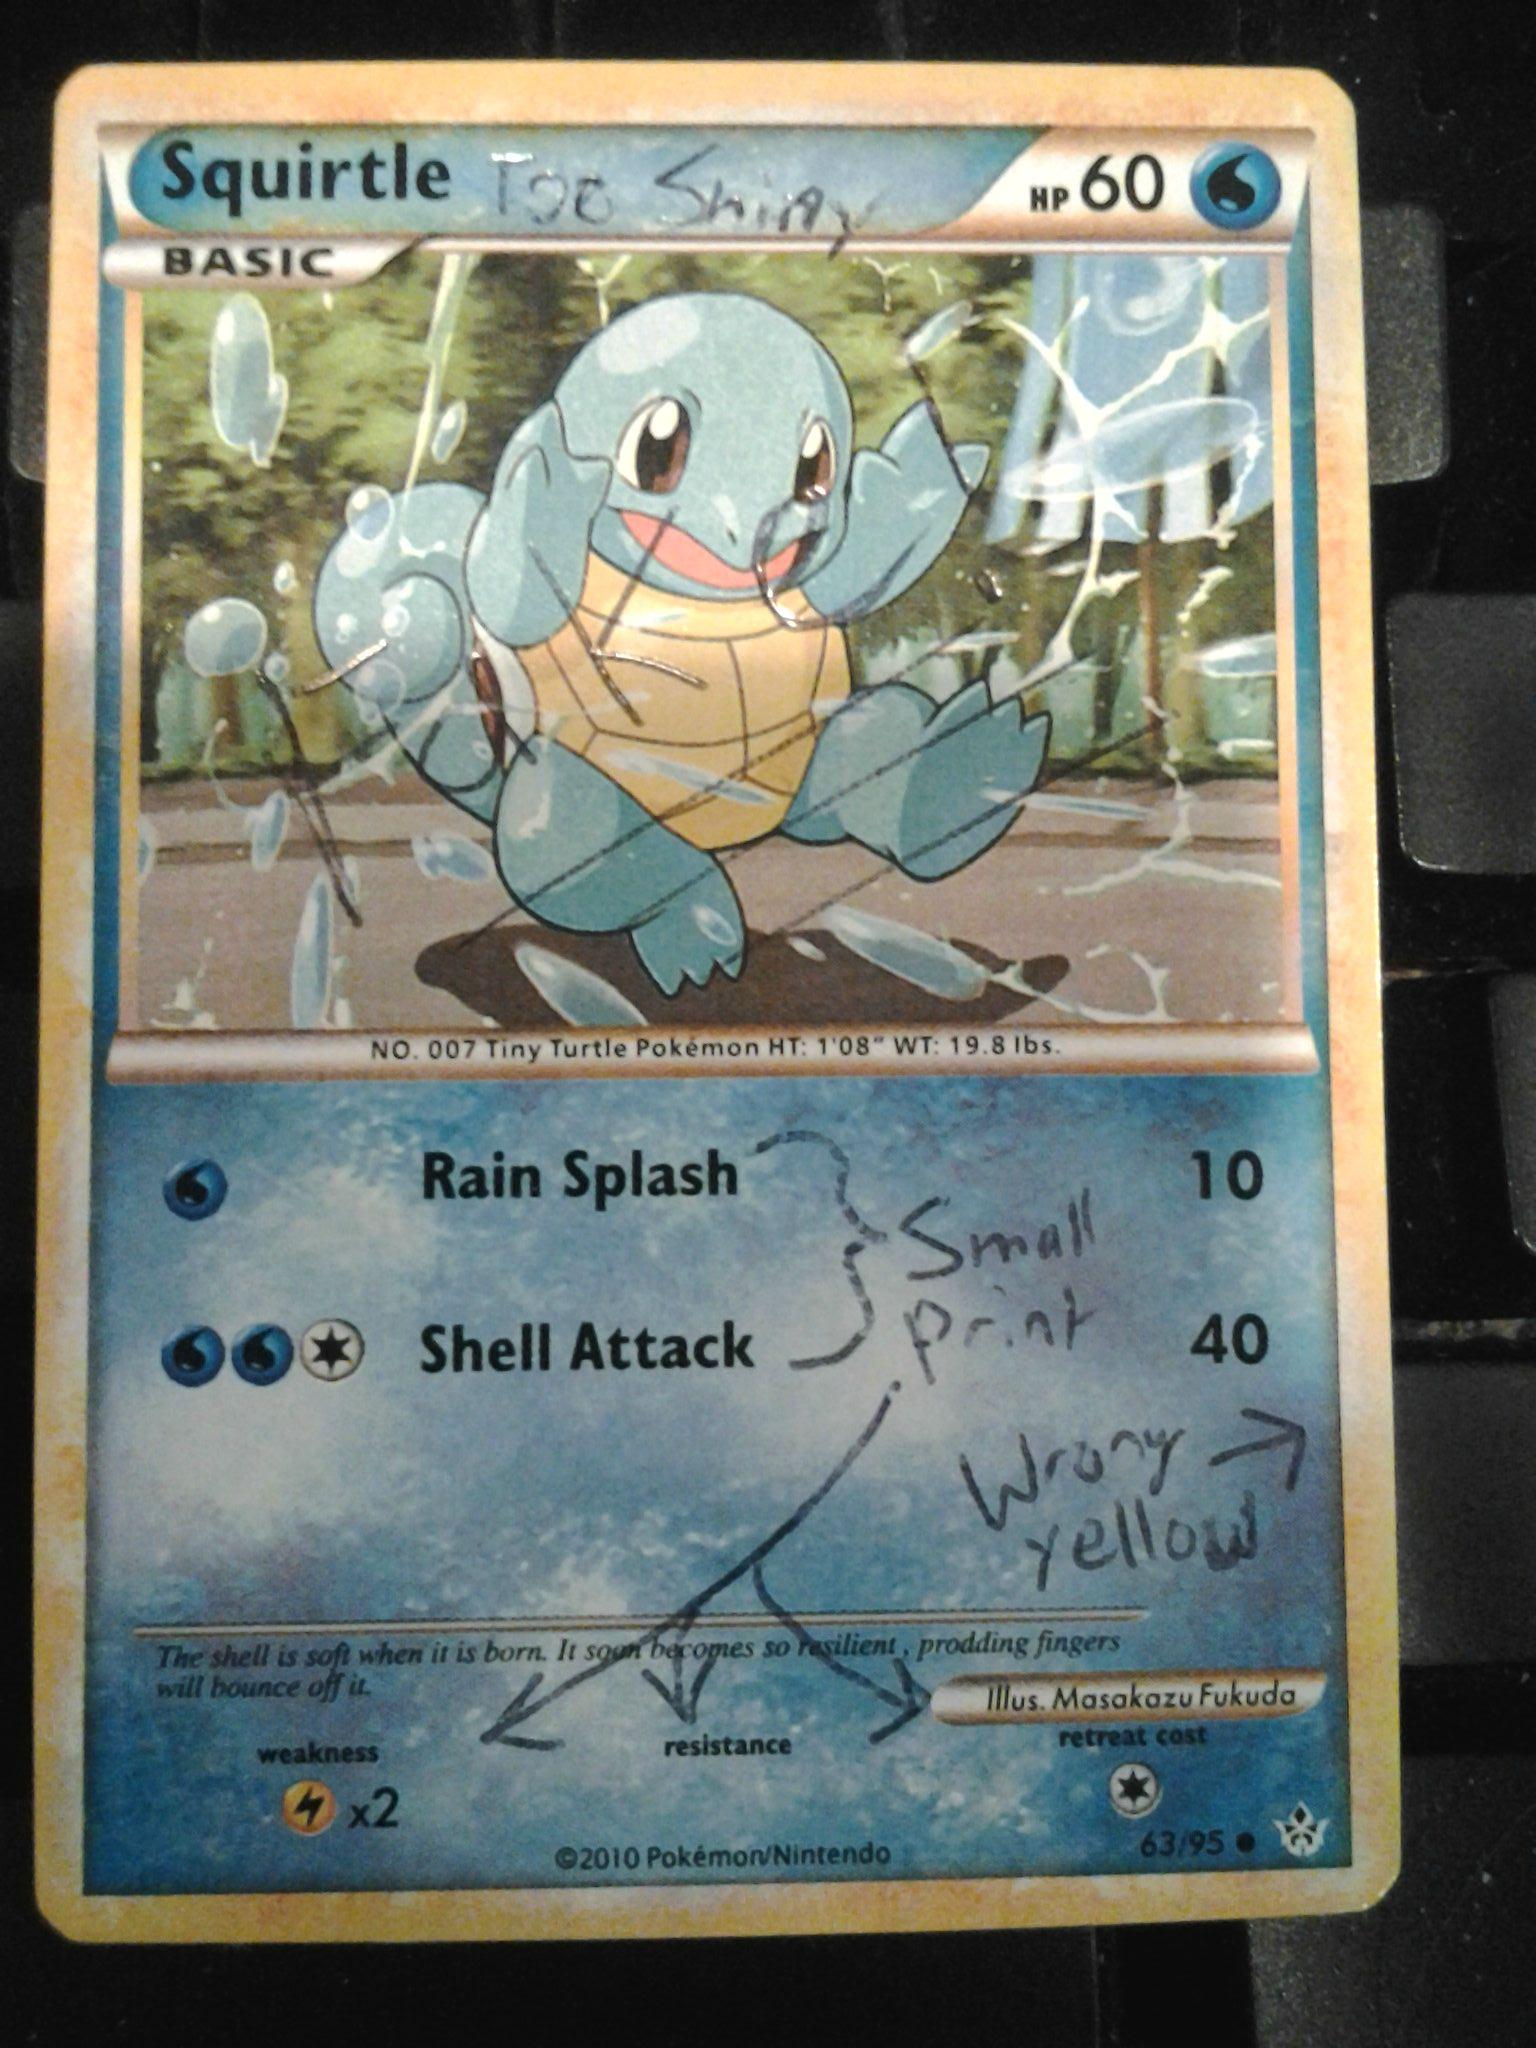 Squirtle Too Shiny HP 60
BASIC
NO. 007 Tiny Turtle Pokémon HT: 1'08" WT: 19.8 lbs.
Rain Splash 10
Small
print
Shell Attack 40
Wrong
yellow
The shell is soft when it is born. It soon becomes so resilient, prodding fingers
will bounce off it.
Illus. Masakazu Fukuda
weakness resistance retreat cost
x2
©2010 Pokémon/Nintendo 63/95